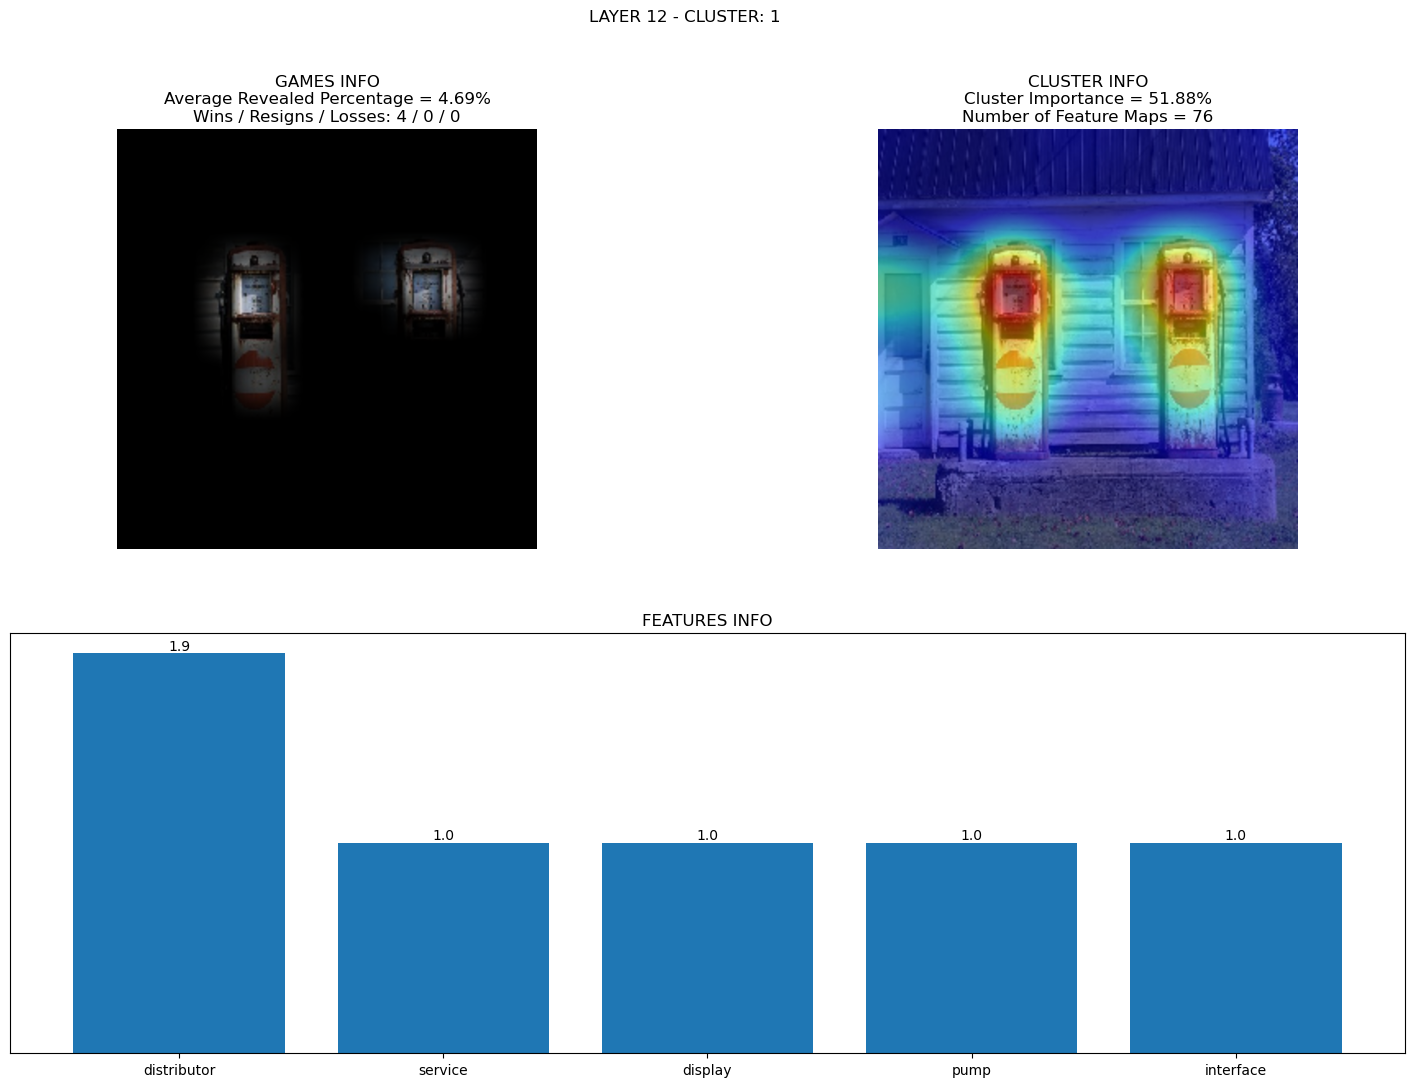 LAYER 12 - CLUSTER: 1
GAMES INFO
Average Revealed Percentage = 4.69%
Wins / Resigns / Losses: 4 / 0 / 0
CLUSTER INFO
Cluster Importance = 51.88%
Number of Feature Maps = 76
FEATURES INFO
1.9
1.0
1.0
1.0
1.0
distributor
service
display
pump
interface